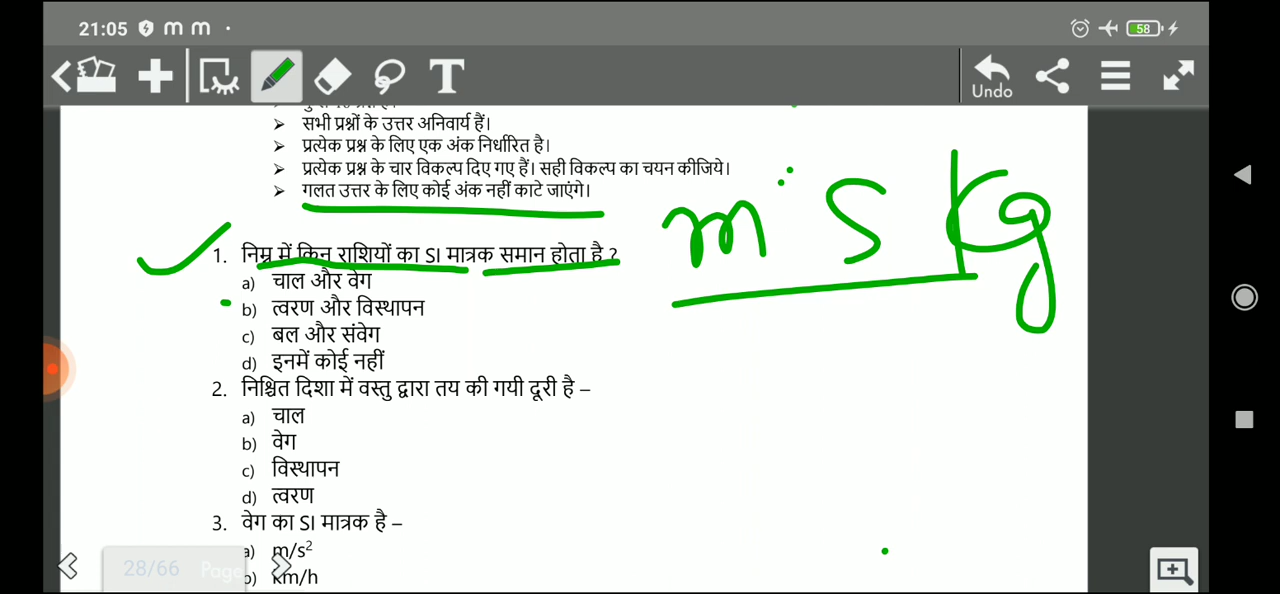 21:05 m m
58
T
Undo
सभी प्रश्नों के उत्तर अनिवार्य हैं।
प्रत्येक प्रश्न के लिए एक अंक निर्धारित है।
प्रत्येक प्रश्न के चार विकल्प दिए गए हैं। सही विकल्प का चयन कीजिये।
गलत उत्तर के लिए कोई अंक नहीं काटे जाएंगे।
m S kg
1. निम्न में किन राशियों का SI मात्रक समान होता है ?
a) चाल और वेग
b) त्वरण और विस्थापन
c) बल और संवेग
d) इनमें कोई नहीं
2. निश्चित दिशा में वस्तु द्वारा तय की गयी दूरी है –
a) चाल
b) वेग
c) विस्थापन
d) त्वरण
3. वेग का SI मात्रक है –
a) m/s²
b) km/h
28/66 Page